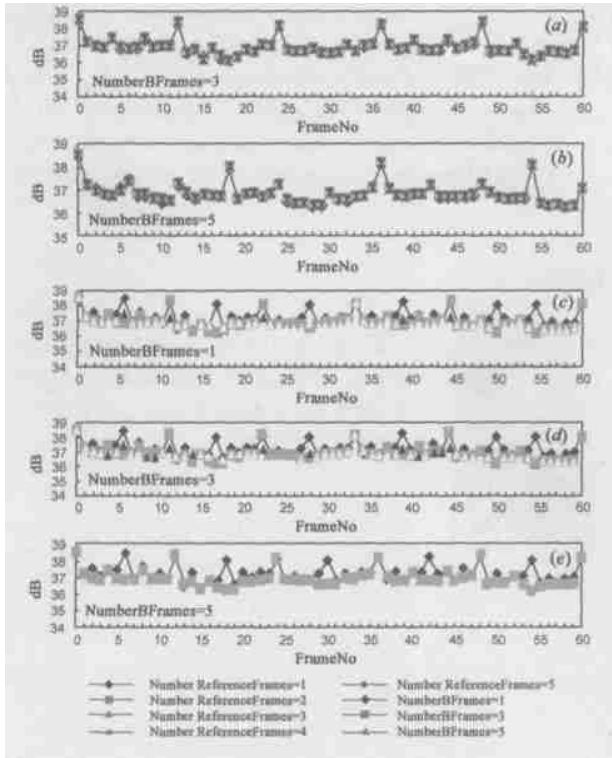 39
38
37
36
35
34
dB
(a)
NumberBFrames=3
0 5 10 15 20 25 30 35 40 45 50 55 60
FrameNo
39
38
37
36
35
dB
(b)
NumberBFrames=5
0 5 10 15 20 25 30 35 40 45 50 55 60
FrameNo
39
38
37
36
35
34
dB
(c)
NumberBFrames=1
0 5 10 15 20 25 30 35 40 45 50 55 60
FrameNo
39
38
37
36
35
34
dB
(d)
NumberBFrames=3
0 5 10 15 20 25 30 35 40 45 50 55 60
FrameNo
39
38
37
36
35
34
dB
(e)
NumberBFrames=5
0 5 10 15 20 25 30 35 40 45 50 55 60
FrameNo
Number ReferenceFrames=1 Number ReferenceFrames=5
Number ReferenceFrames=2 NumberBFrames=1
Number ReferenceFrames=3 NumberBFrames=3
Number ReferenceFrames=4 NumberBFrames=5